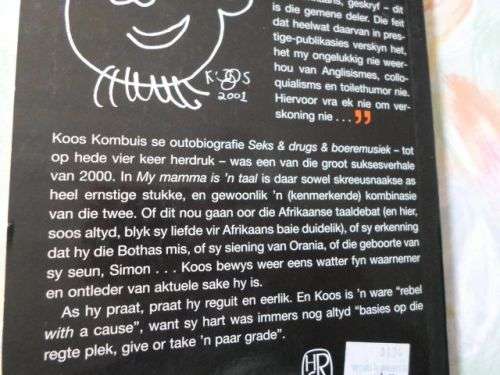 Afrikaans, geskryf – dit
is die gemene deler. Die feit
dat heelwat daarvan in pres-
tige-publikasies verskyn het,
het my ongelukkig nie weer-
hou van Anglisismes, collo-
quialisms en toilethumor nie.
Hiervoor vra ek nie om ver-
skoning nie . . . ”
KOOS
2001
Koos Kombuis se outobiografie Seks & drugs & boeremusiek – tot
op hede vier keer herdruk – was een van die groot suksesverhale
van 2000. In My mamma is 'n taal is daar sowel skreeusnaakse as
heel ernstige stukke, en gewoonlik 'n (kenmerkende) kombinasie
van die twee. Of dit nou gaan oor die Afrikaanse taaldebat (en hier,
soos altyd, blyk sy liefde vir Afrikaans baie duidelik), of sy erkenning
dat hy die Bothas mis, of sy siening van Orania, of die geboorte van
sy seun, Simon . . . Koos bewys weer eens watter fyn waarnemer
en ontleder van aktuele sake hy is.
As hy praat, praat hy reguit en eerlik. En Koos is 'n ware “rebel
with a cause”, want sy hart was immers nog altyd “basies op die
regte plek, give or take 'n paar grade”.
HR